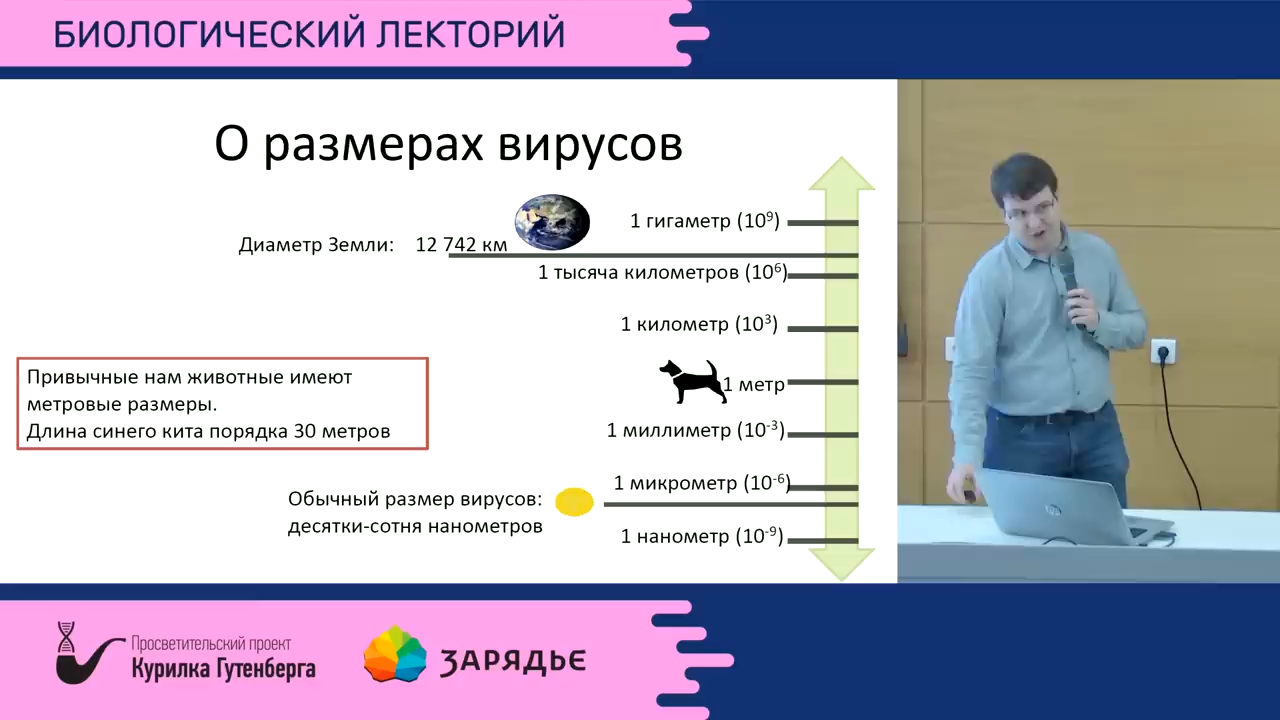 БИОЛОГИЧЕСКИЙ ЛЕКТОРИЙ
О размерах вирусов
1 гигаметр (10⁹)
Диаметр Земли: 12 742 км
1 тысяча километров (10⁶)
1 километр (10³)
1 метр
Привычные нам животные имеют
метровые размеры.
Длина синего кита порядка 30 метров
1 миллиметр (10⁻³)
1 микрометр (10⁻⁶)
Обычный размер вирусов:
десятки-сотня нанометров
1 нанометр (10⁻⁹)
hp
Просветительский проект
Курилка Гутенберга
ЗАРЯДЬЕ